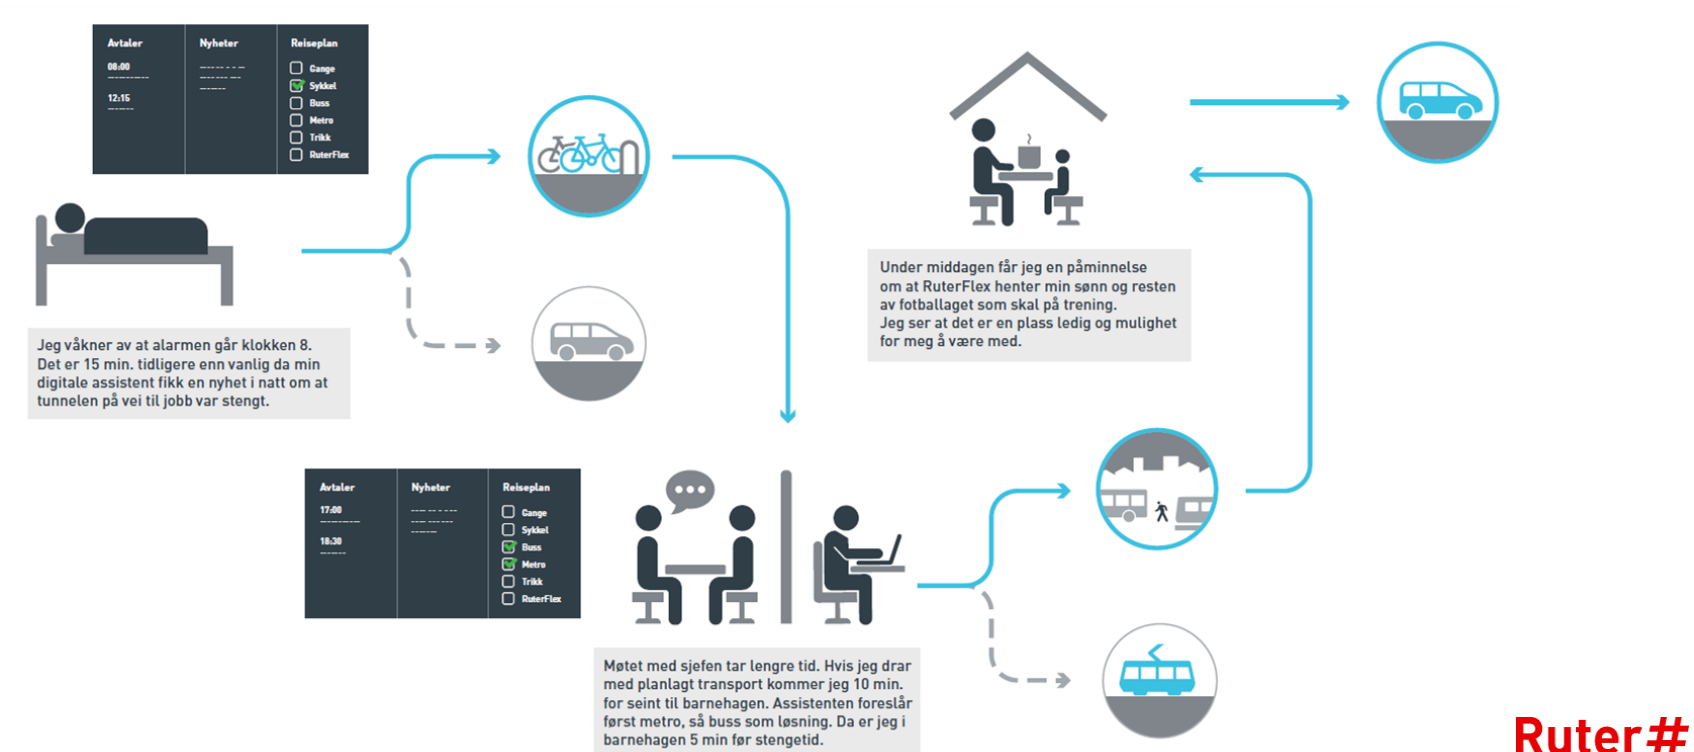 Avtaler
08:00
12:15
Nyheter
Reiseplan
Gange
Sykkel
Buss
Metro
Trikk
RuterFlex
Jeg våkner av at alarmen går klokken 8.
Det er 15 min. tidligere enn vanlig da min
digitale assistent fikk en nyhet i natt om at
tunnelen på vei til jobb var stengt.
Avtaler
17:00
18:30
Nyheter
Reiseplan
Gange
Sykkel
Buss
Metro
Trikk
RuterFlex
Møtet med sjefen tar lengre tid. Hvis jeg drar
med planlagt transport kommer jeg 10 min.
for seint til barnehagen. Assistenten foreslår
først metro, så buss som løsning. Da er jeg i
barnehagen 5 min før stengetid.
Under middagen får jeg en påminnelse
om at RuterFlex henter min sønn og resten
av fotballaget som skal på trening.
Jeg ser at det er en plass ledig og mulighet
for meg å være med.
Ruter#